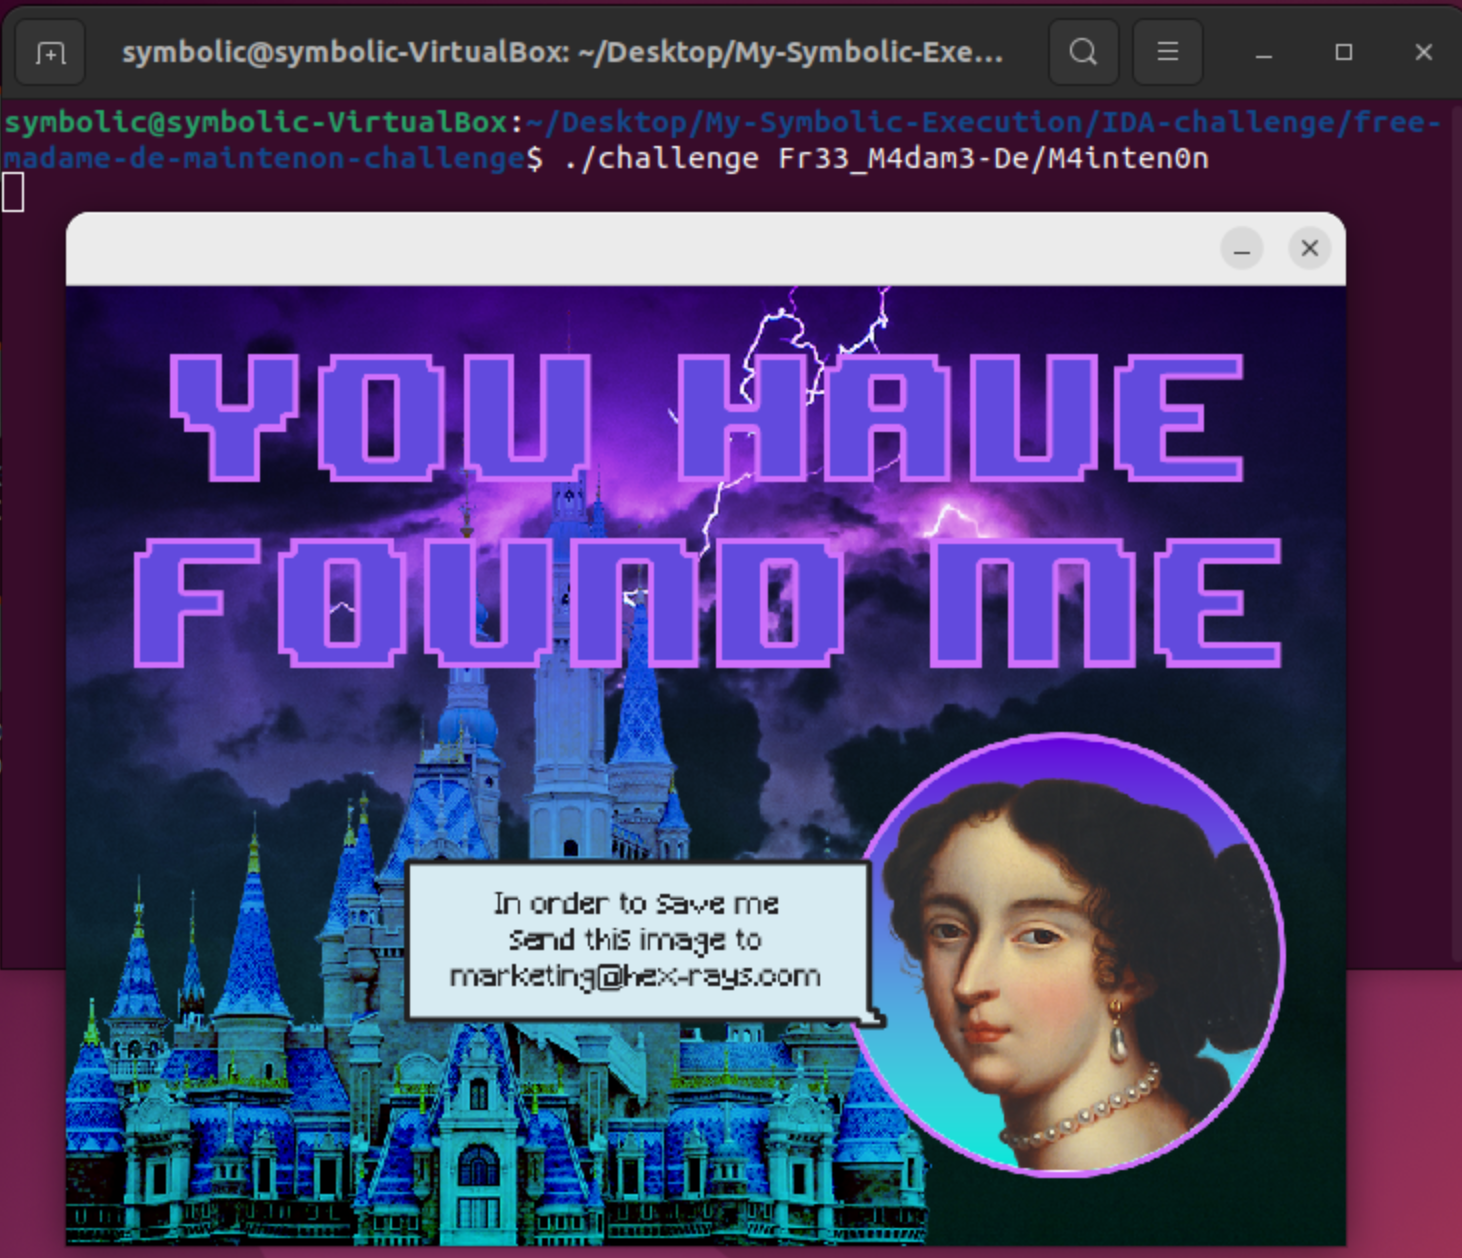 symbolic@symbolic-VirtualBox: ~/Desktop/My-Symbolic-Exe...
symbolic@symbolic-VirtualBox:~/Desktop/My-Symbolic-Execution/IDA-challenge/free-
madame-de-maintenon-challenge$ ./challenge Fr33_M4dam3-De/M4inten0n
YOU HAVE
FOUND ME
In order to save me
send this image to
marketing@hex-rays.com